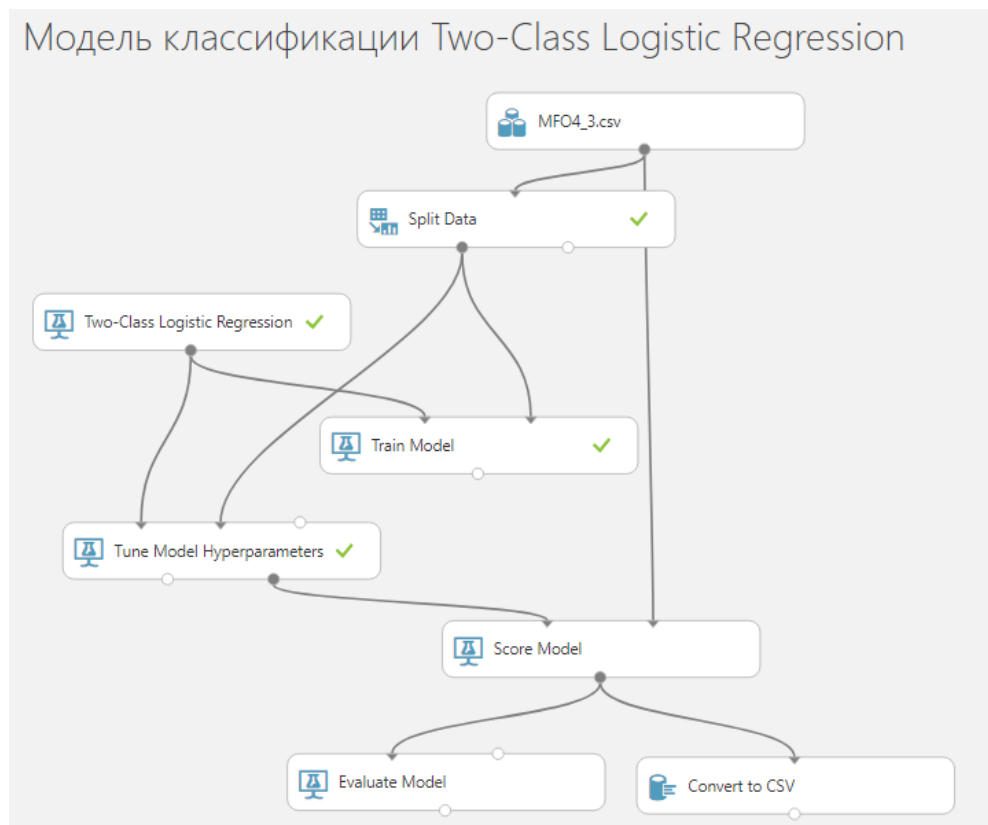 Модель классификации Two-Class Logistic Regression
MFO4_3.csv
Split Data
Two-Class Logistic Regression
Train Model
Tune Model Hyperparameters
Score Model
Evaluate Model
Convert to CSV